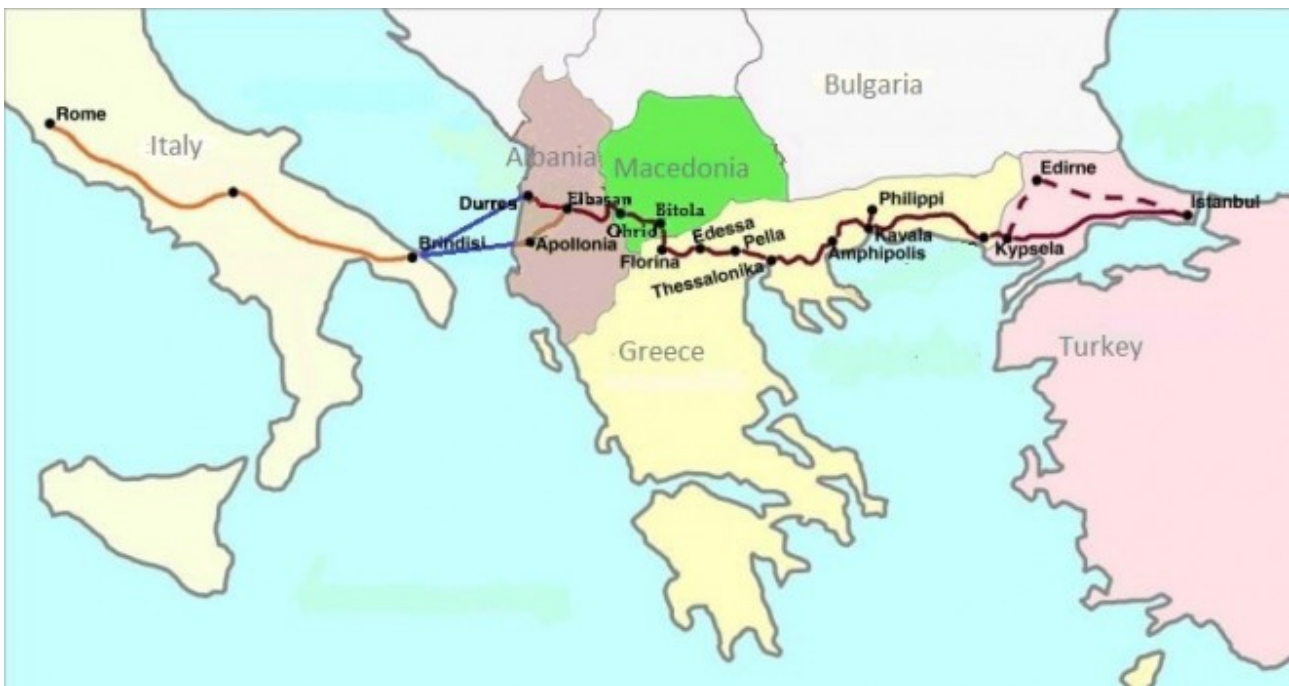 Rome
Italy
Brindisi
Albania
Durres
Elbasan
Apollonia
Macedonia
Ohrid
Bitola
Florina
Edessa
Pella
Thessalonika
Amphipolis
Philippi
Kavala
Bulgaria
Edirne
Kypsela
Istanbul
Greece
Turkey